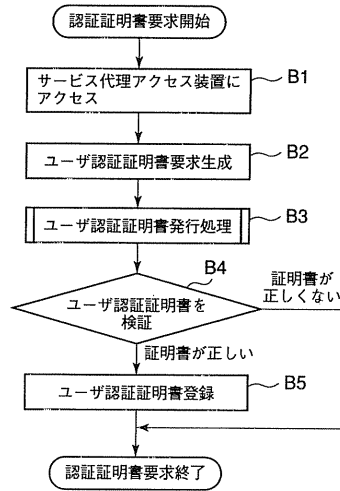 認証証明書要求開始
サービス代理アクセス装置に
アクセス
B1
ユーザ認証証明書要求生成
B2
ユーザ認証証明書発行処理
B3
B4
ユーザ認証証明書を
検証
証明書が
正しくない
証明書が正しい
ユーザ認証証明書登録
B5
認証証明書要求終了